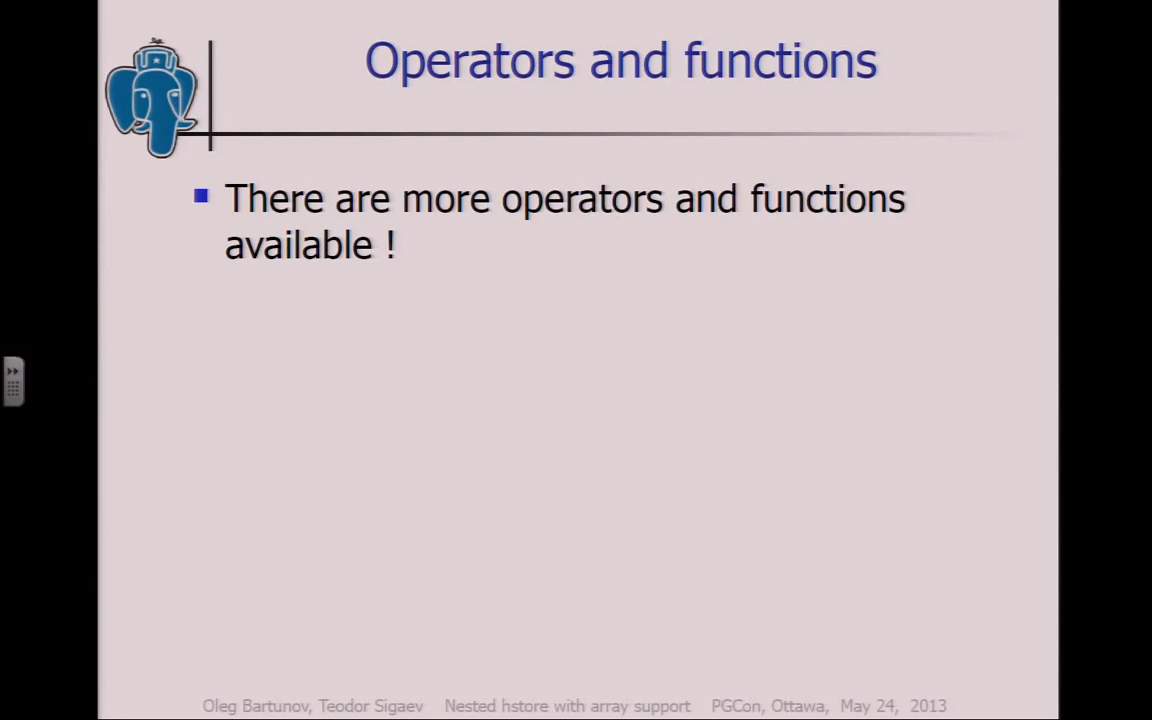 Operators and functions
There are more operators and functions
available !
Oleg Bartunov, Teodor Sigaev    Nested hstore with array support    PGCon, Ottawa,  May 24,  2013